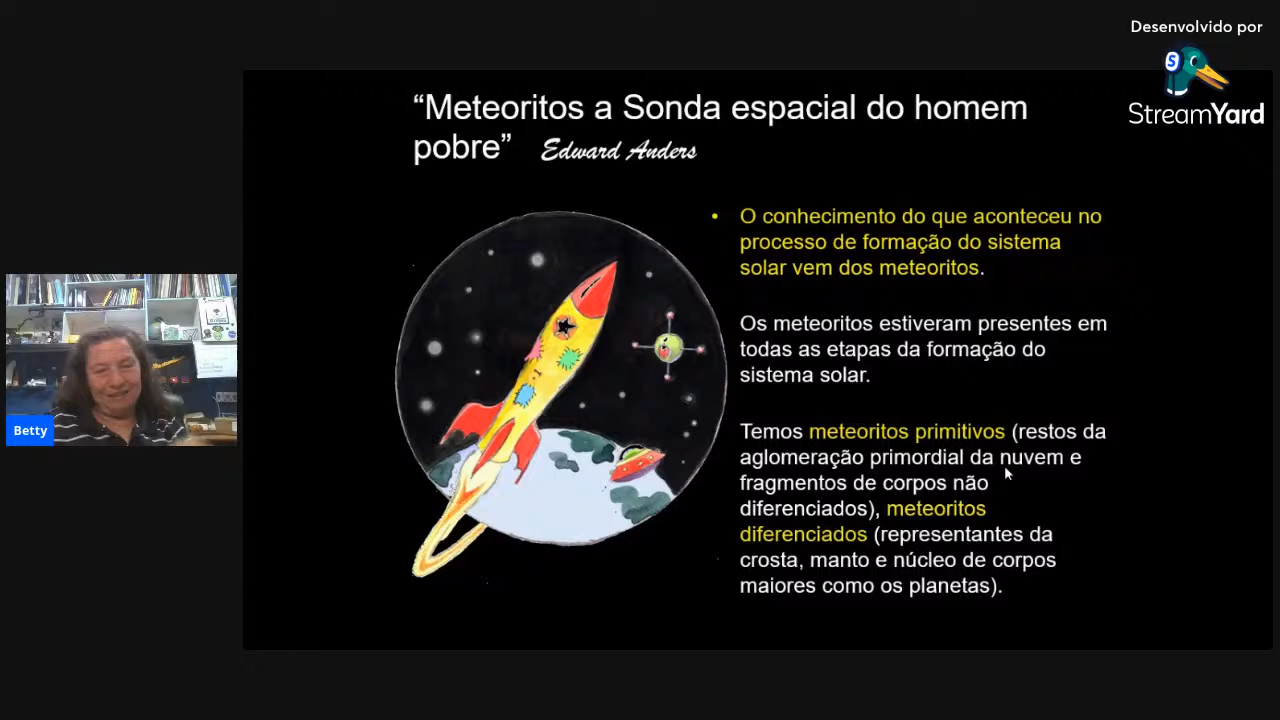 Desenvolvido por
StreamYard
“Meteoritos a Sonda espacial do homem
pobre” Edward Anders
• O conhecimento do que aconteceu no
processo de formação do sistema
solar vem dos meteoritos.
Os meteoritos estiveram presentes em
todas as etapas da formação do
sistema solar.
Temos meteoritos primitivos (restos da
aglomeração primordial da nuvem e
fragmentos de corpos não
diferenciados), meteoritos
diferenciados (representantes da
crosta, manto e núcleo de corpos
maiores como os planetas).
Betty